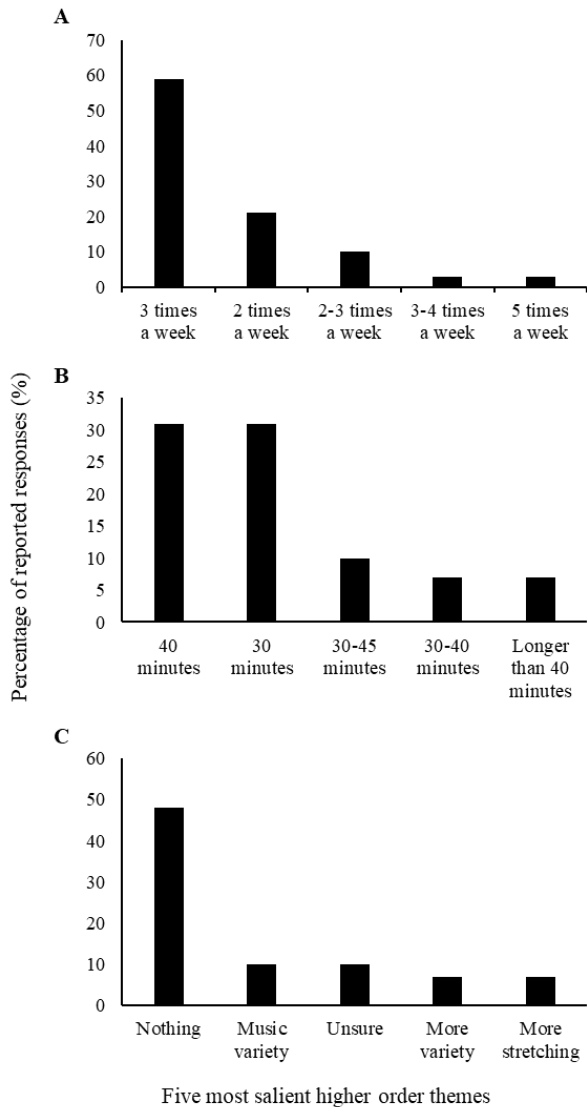 A
70
60
50
40
30
20
10
0
3 times
a week
2 times
a week
2-3 times
a week
3-4 times
a week
5 times
a week
Percentage of reported responses (%)
B
35
30
25
20
15
10
5
0
40
minutes
30
minutes
30-45
minutes
30-40
minutes
Longer
than 40
minutes
C
60
50
40
30
20
10
0
Nothing
Music
variety
Unsure
More
variety
More
stretching
Five most salient higher order themes